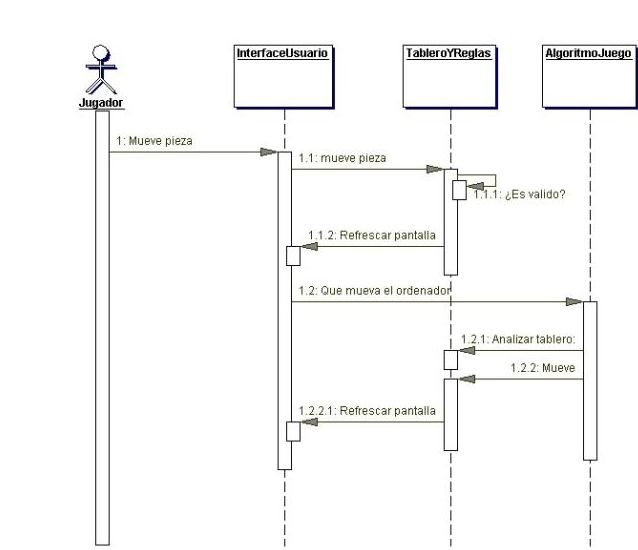 InterfaceUsuario
TableroYReglas
AlgoritmoJuego
Jugador
1: Mueve pieza
1.1: mueve pieza
1.1.1: ¿Es valido?
1.1.2: Refrescar pantalla
1.2: Que mueva el ordenador
1.2.1: Analizar tablero:
1.2.2: Mueve
1.2.2.1: Refrescar pantalla